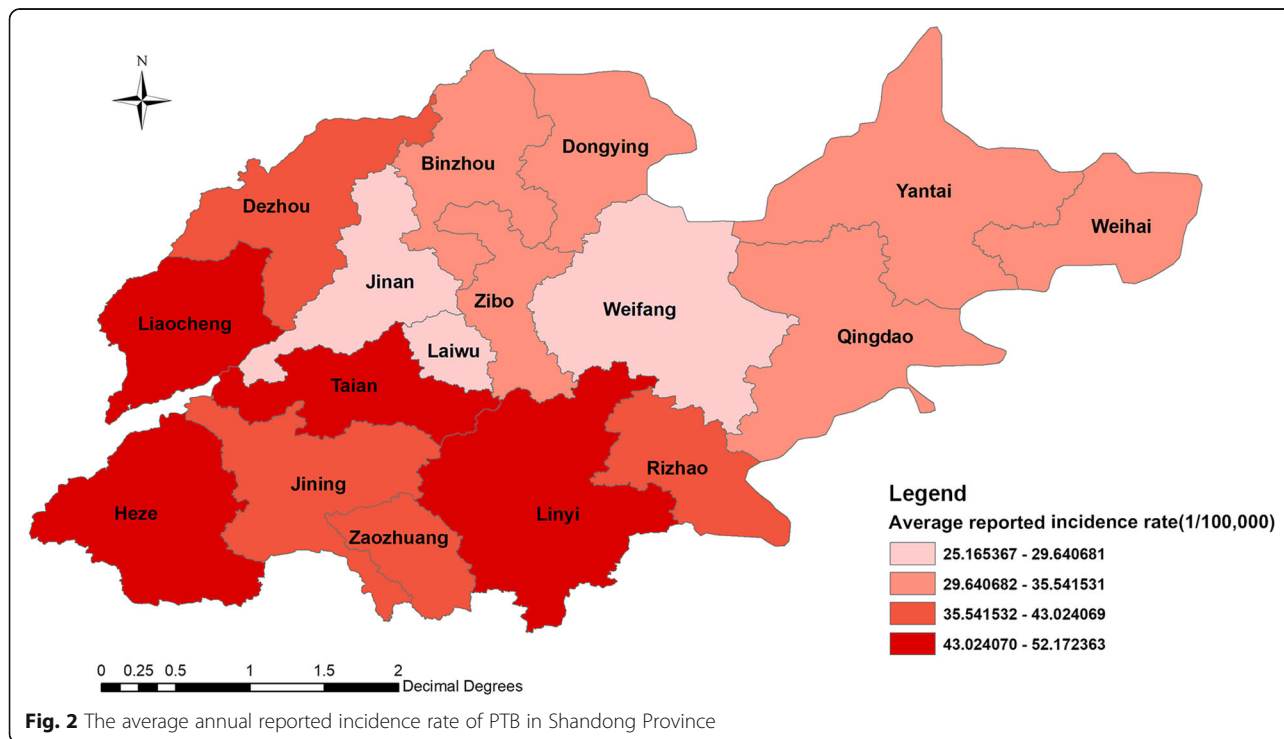 N
Binzhou
Dongying
Yantai
Weihai
Dezhou
Jinan
Zibo
Weifang
Qingdao
Liaocheng
Laiwu
Taian
Rizhao
Jining
Heze
Linyi
Zaozhuang
Legend
Average reported incidence rate(1/100,000)
25.165367 - 29.640681
29.640682 - 35.541531
35.541532 - 43.024069
43.024070 - 52.172363
0 0.25 0.5 1 1.5 2
Decimal Degrees
Fig. 2 The average annual reported incidence rate of PTB in Shandong Province